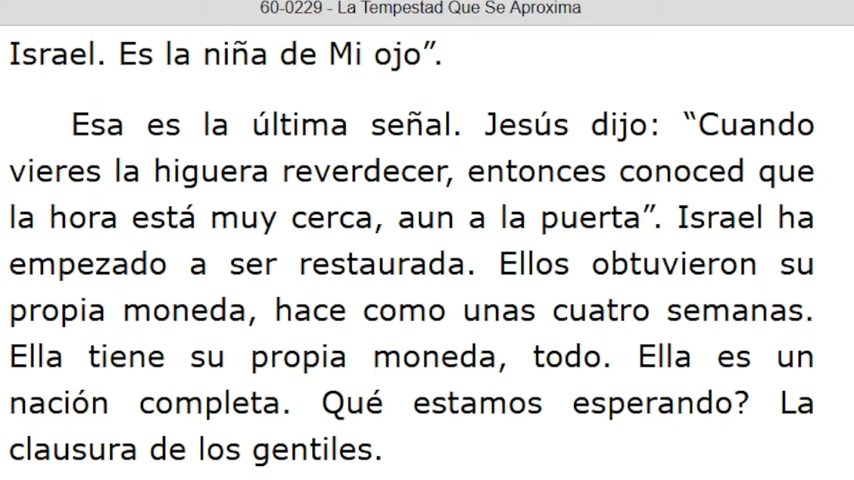 60-0229 - La Tempestad Que Se Aproxima
Israel. Es la niña de Mi ojo”.
Esa es la última señal. Jesús dijo: “Cuando
vieres la higuera reverdecer, entonces conoced que
la hora está muy cerca, aun a la puerta”. Israel ha
empezado a ser restaurada. Ellos obtuvieron su
propia moneda, hace como unas cuatro semanas.
Ella tiene su propia moneda, todo. Ella es un
nación completa. Qué estamos esperando? La
clausura de los gentiles.